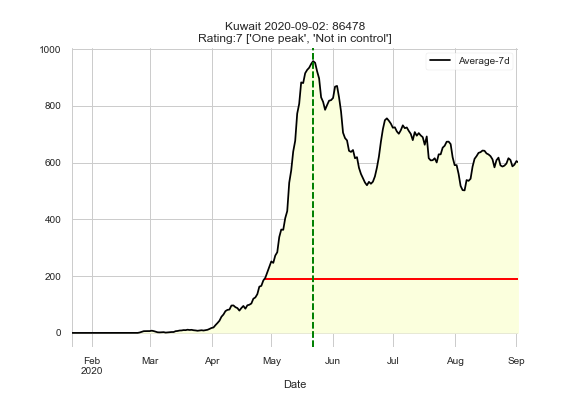 Kuwait 2020-09-02: 86478
Rating:7 ['One peak', 'Not in control']
1000
Average-7d
800
600
400
200
0
Feb Mar Apr May Jun Jul Aug Sep
2020
Date